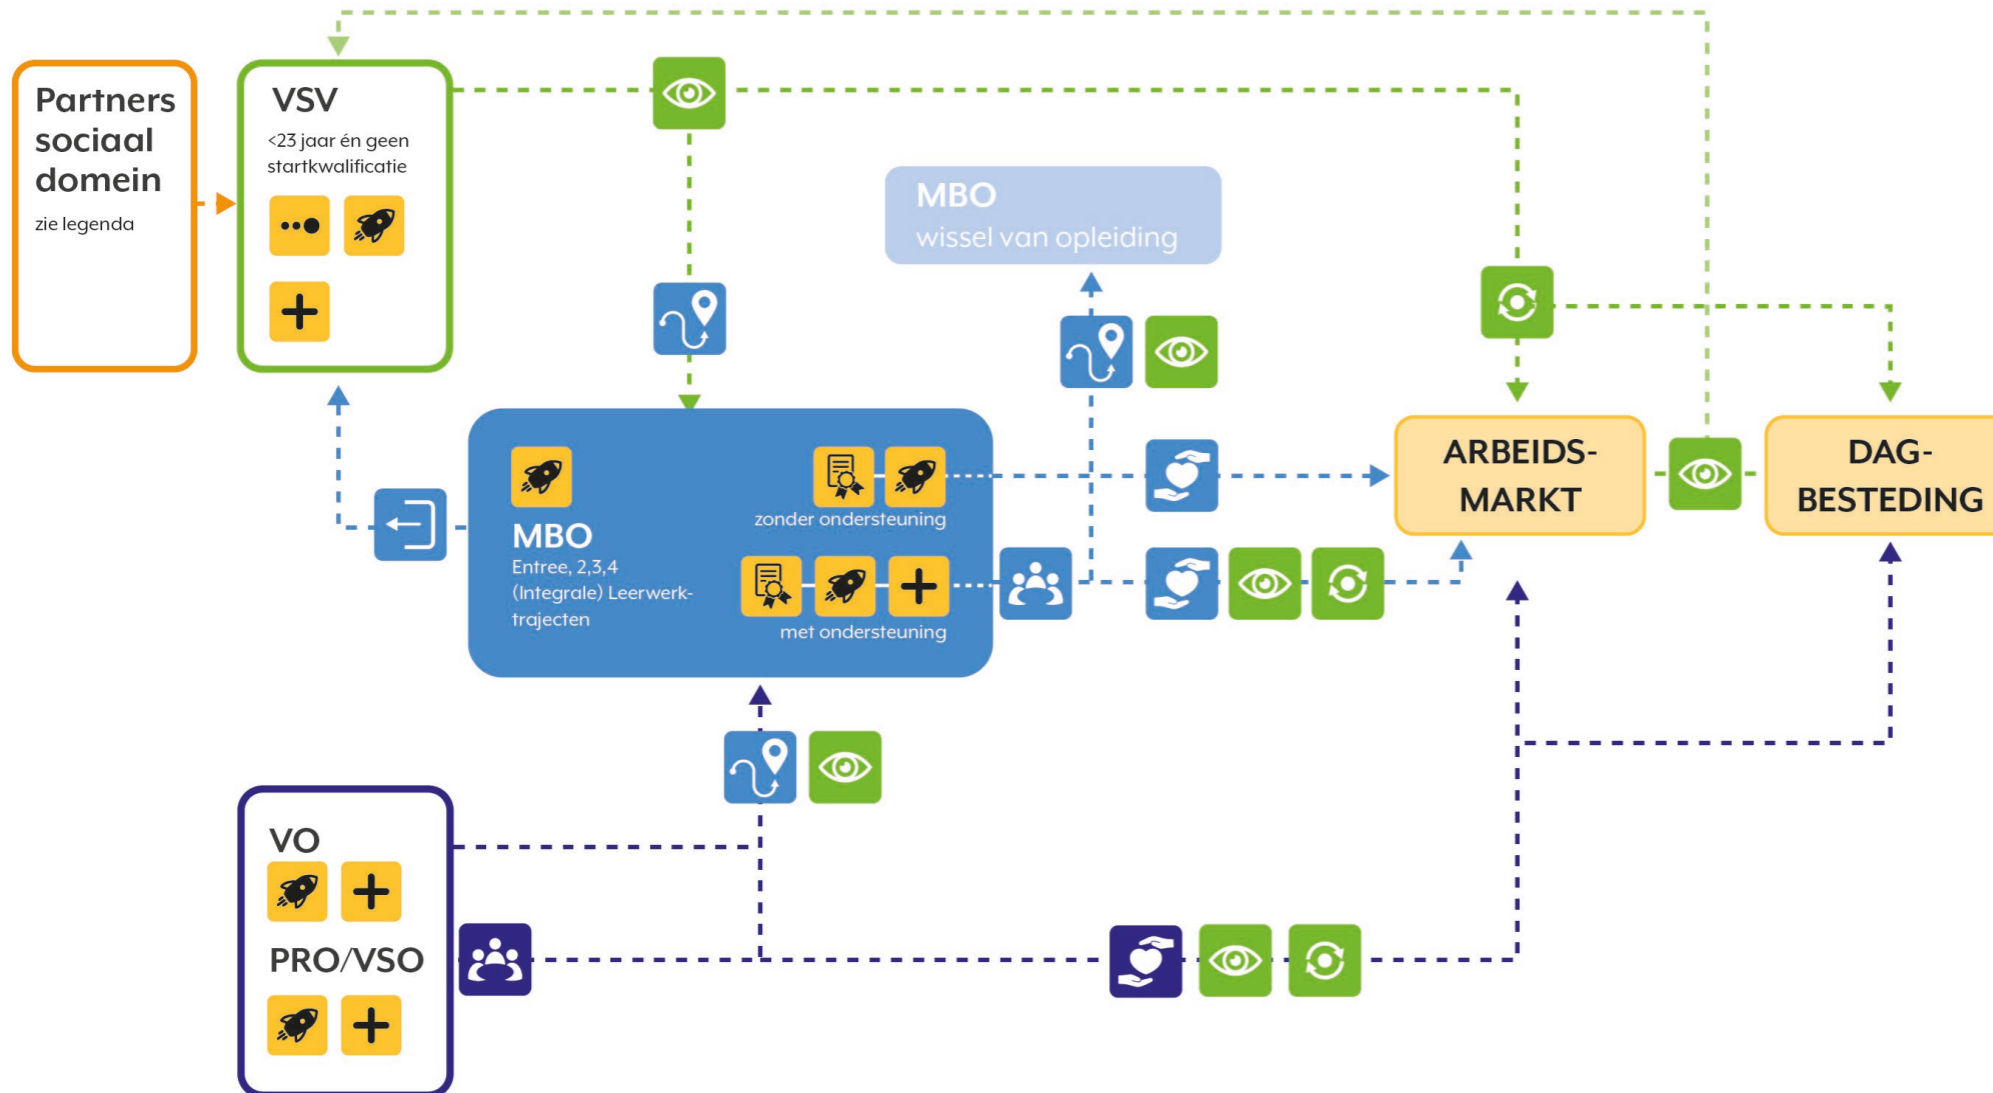 Partners
sociaal
domein
zie legenda
VSV
<23 jaar én geen
startkwalificatie
MBO
wissel van opleiding
MBO
Entree, 2,3,4
(Integrale) Leerwerk-
trajecten
zonder ondersteuning
met ondersteuning
ARBEIDS-
MARKT
DAG-
BESTEDING
VO
PRO/VSO